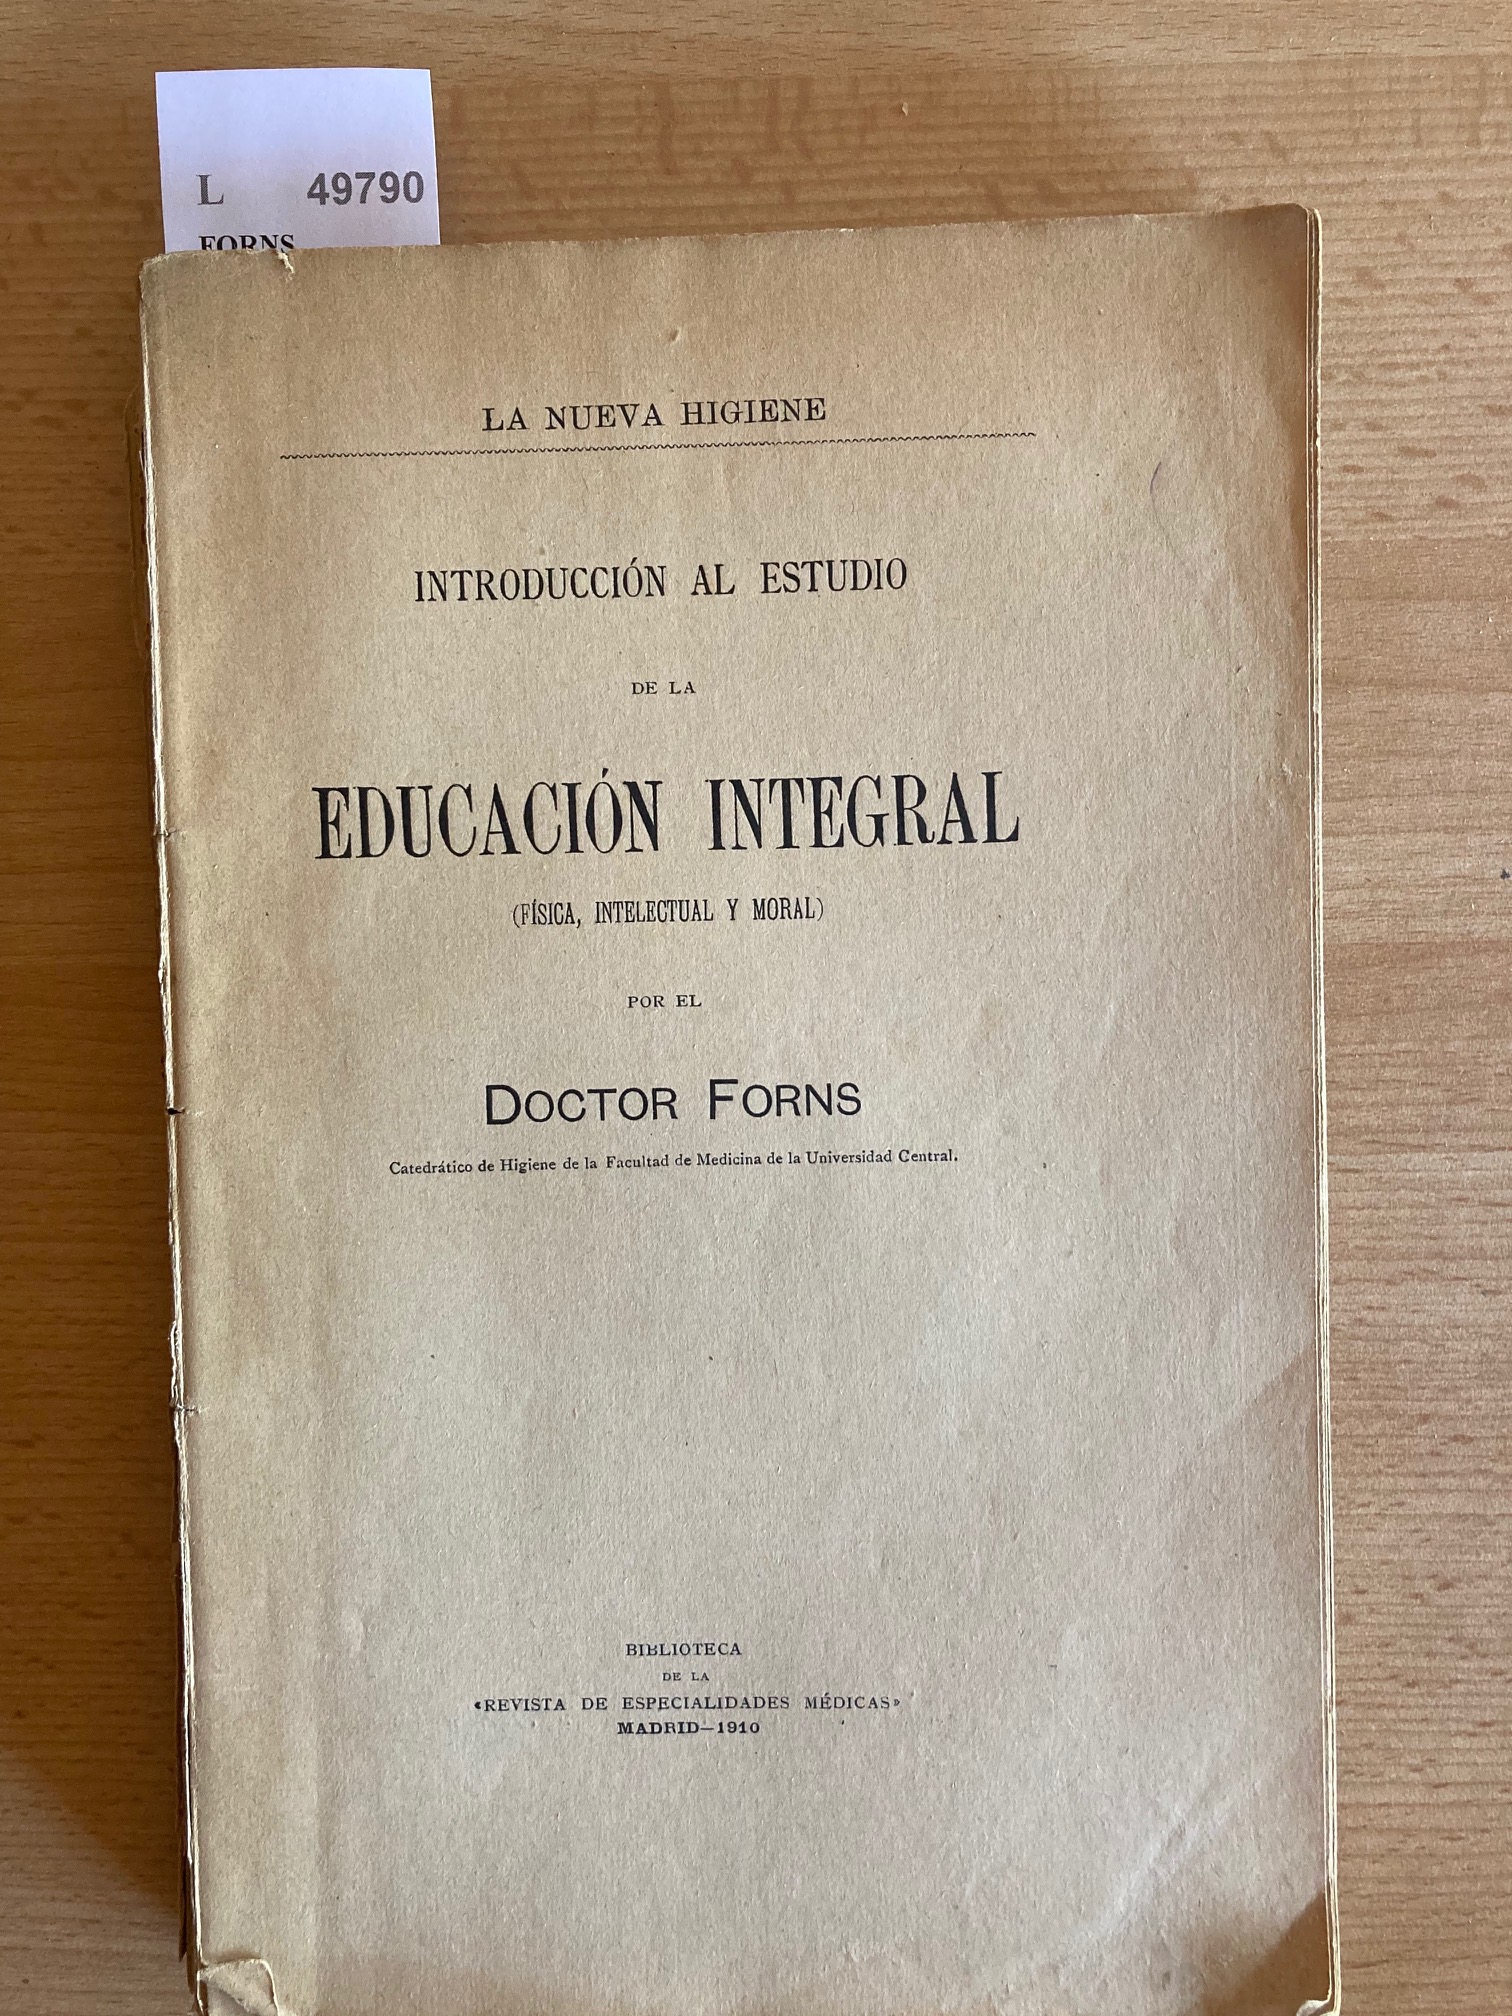 L 49790
FORNS
LA NUEVA HIGIENE
INTRODUCCIÓN AL ESTUDIO
DE LA
EDUCACIÓN INTEGRAL
(FÍSICA, INTELECTUAL Y MORAL)
POR EL
DOCTOR FORNS
Catedrático de Higiene de la Facultad de Medicina de la Universidad Central.
BIBLIOTECA
DE LA
«REVISTA DE ESPECIALIDADES MÉDICAS»
MADRID—1910